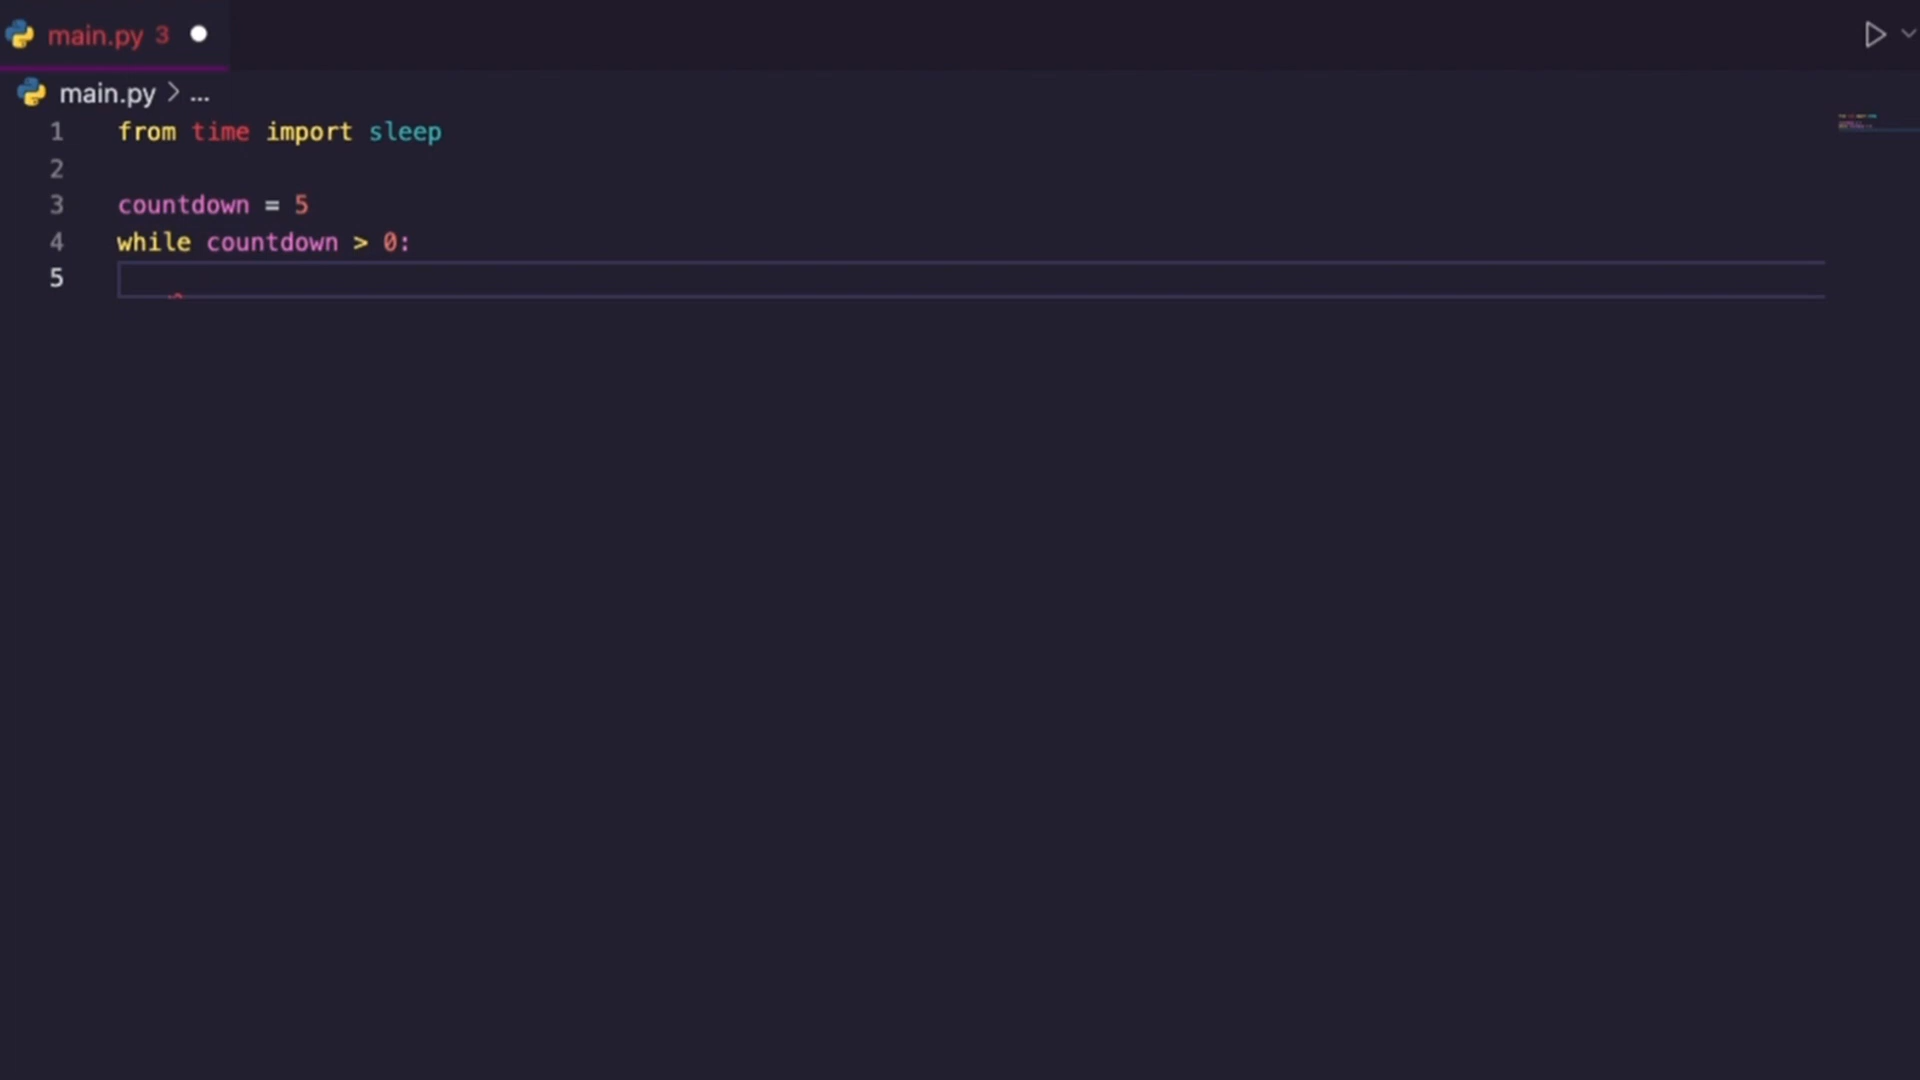 main.py 3
main.py > ...
1 from time import sleep
2
3 countdown = 5
4 while countdown > 0:
5